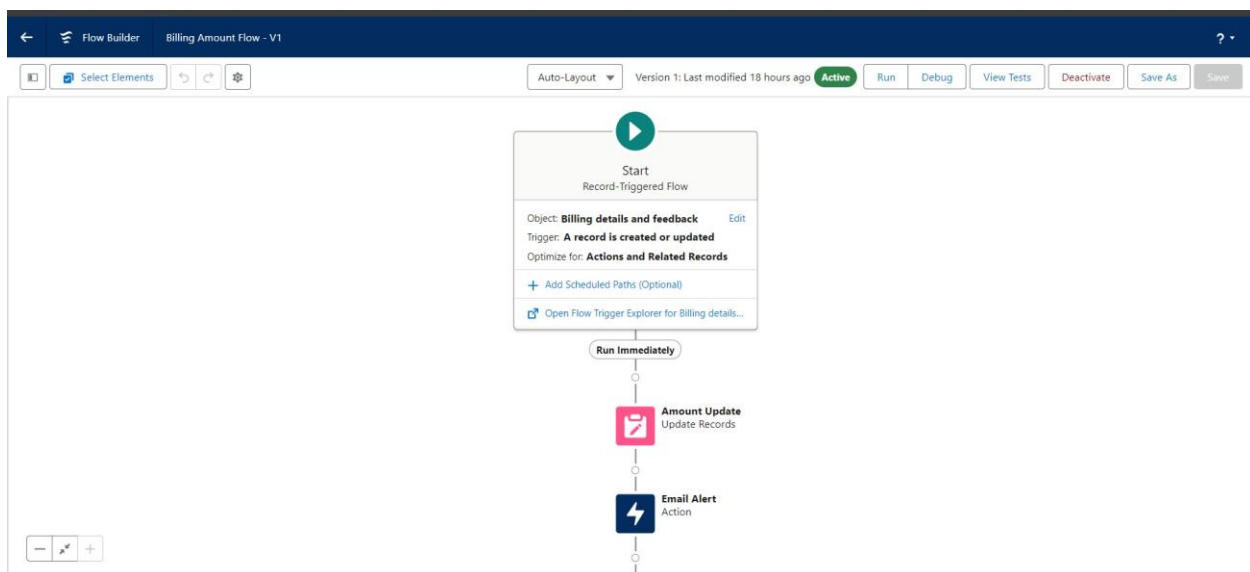 Flow Builder Billing Amount Flow - V1 ?
Select Elements Auto-Layout Version 1: Last modified 18 hours ago Active Run Debug View Tests Deactivate Save As Save
Start
Record-Triggered Flow
Object: Billing details and feedback Edit
Trigger: A record is created or updated
Optimize for: Actions and Related Records
+ Add Scheduled Paths (Optional)
Open Flow Trigger Explorer for Billing details...
Run Immediately
Amount Update
Update Records
Email Alert
Action